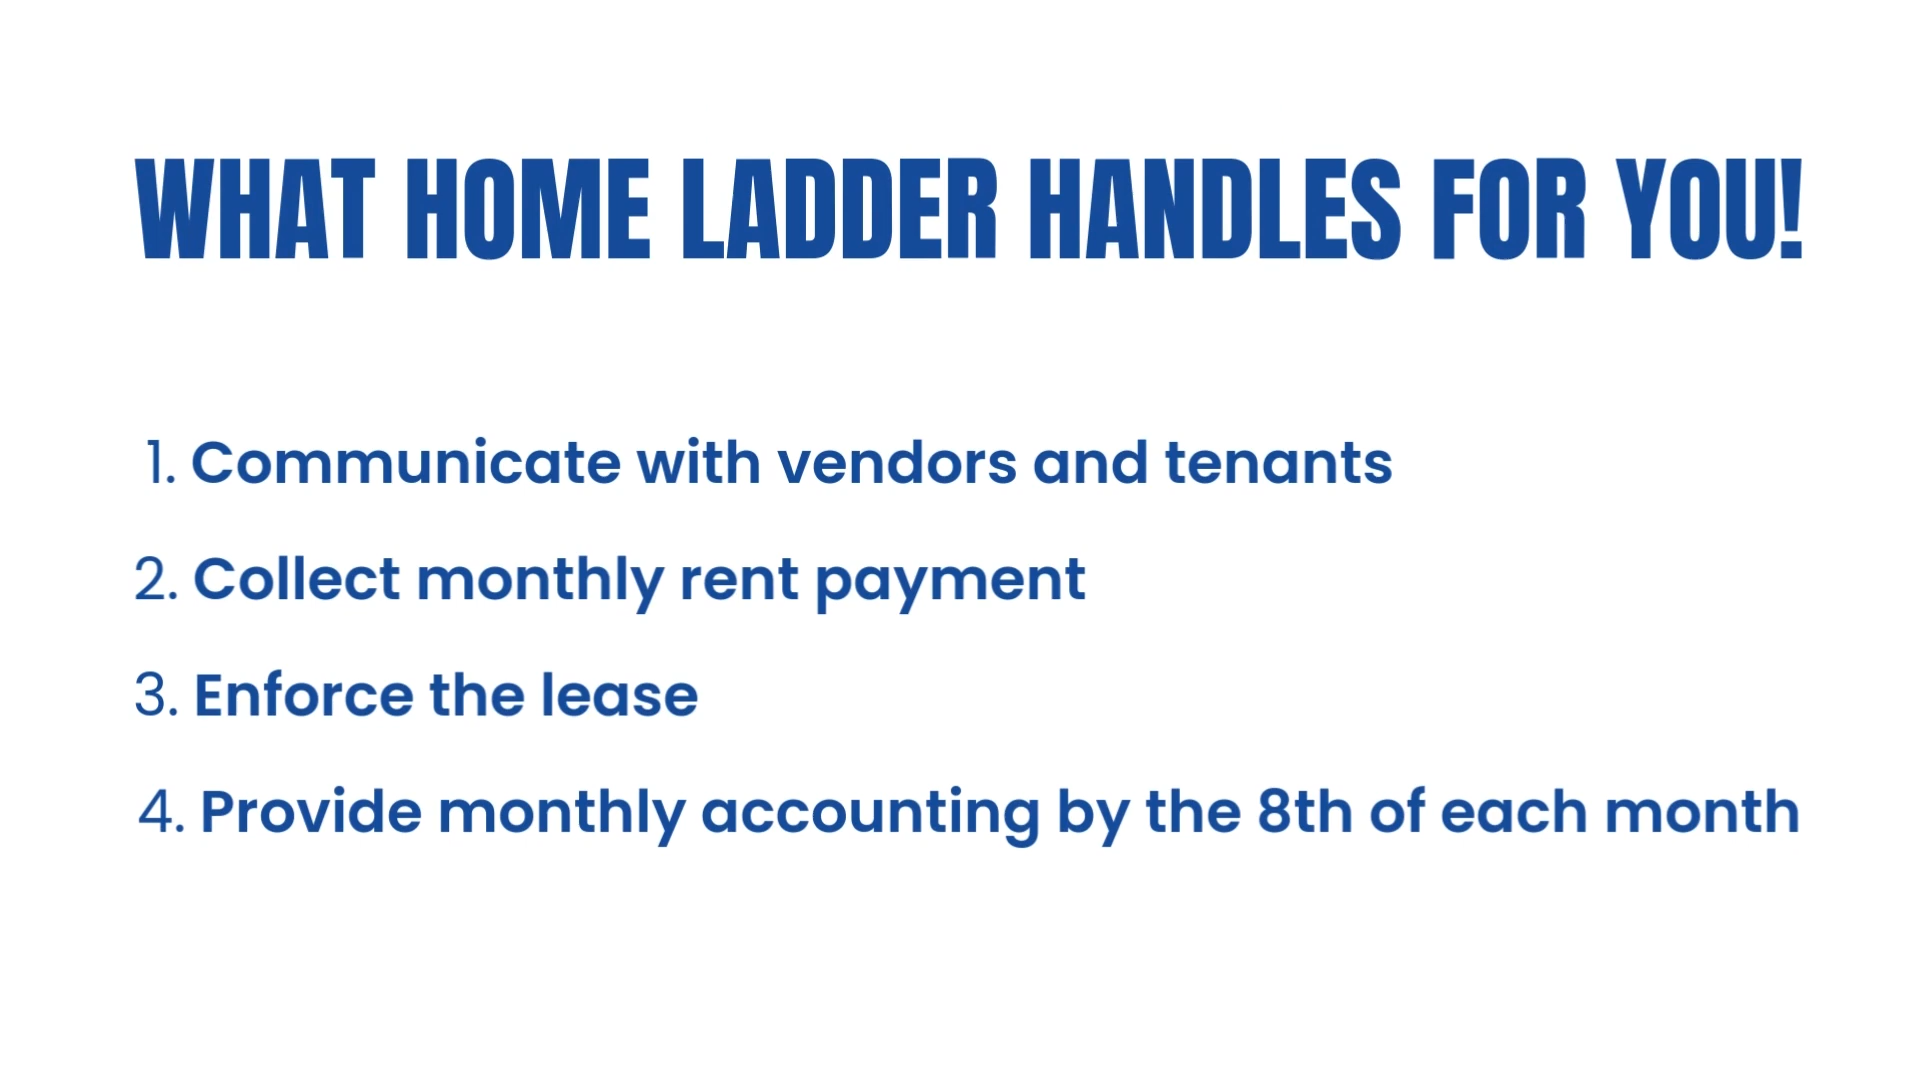 WHAT HOME LADDER HANDLES FOR YOU!
1. Communicate with vendors and tenants
2. Collect monthly rent payment
3. Enforce the lease
4. Provide monthly accounting by the 8th of each month